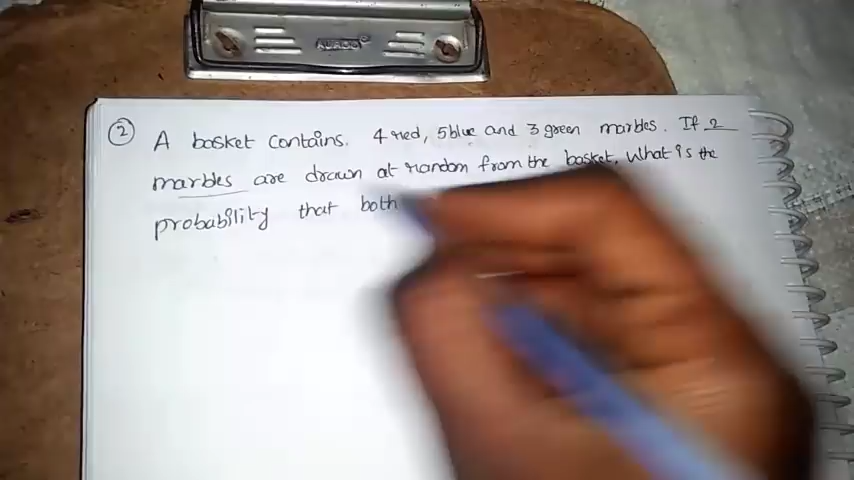 ② A basket contains. 4 red, 5 blue and 3 green marbles. If 2
marbles are drawn at random from the basket, what is the
probability that both